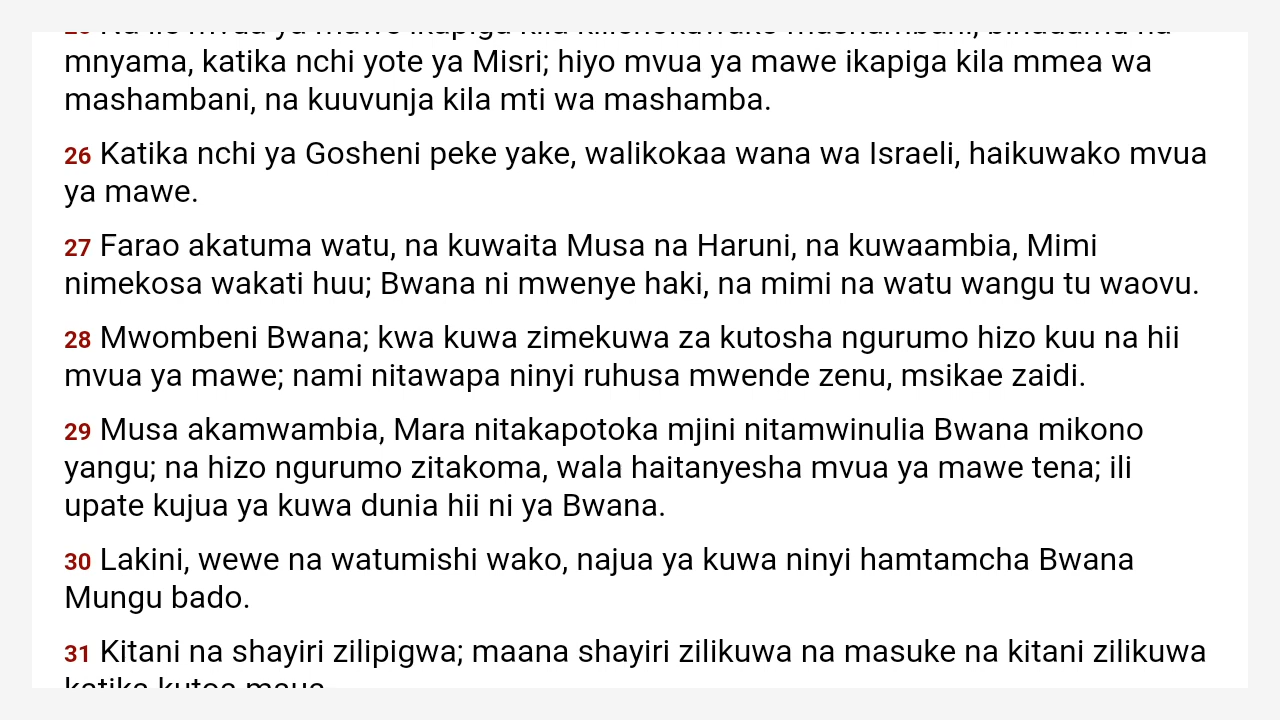 mnyama, katika nchi yote ya Misri; hiyo mvua ya mawe ikapiga kila mmea wa
mashambani, na kuuvunja kila mti wa mashamba.
26 Katika nchi ya Gosheni peke yake, walikokaa wana wa Israeli, haikuwako mvua
ya mawe.
27 Farao akatuma watu, na kuwaita Musa na Haruni, na kuwaambia, Mimi
nimekosa wakati huu; Bwana ni mwenye haki, na mimi na watu wangu tu waovu.
28 Mwombeni Bwana; kwa kuwa zimekuwa za kutosha ngurumo hizo kuu na hii
mvua ya mawe; nami nitawapa ninyi ruhusa mwende zenu, msikae zaidi.
29 Musa akamwambia, Mara nitakapotoka mjini nitamwinulia Bwana mikono
yangu; na hizo ngurumo zitakoma, wala haitanyesha mvua ya mawe tena; ili
upate kujua ya kuwa dunia hii ni ya Bwana.
30 Lakini, wewe na watumishi wako, najua ya kuwa ninyi hamtamcha Bwana
Mungu bado.
31 Kitani na shayiri zilipigwa; maana shayiri zilikuwa na masuke na kitani zilikuwa
katika kutoa maua.